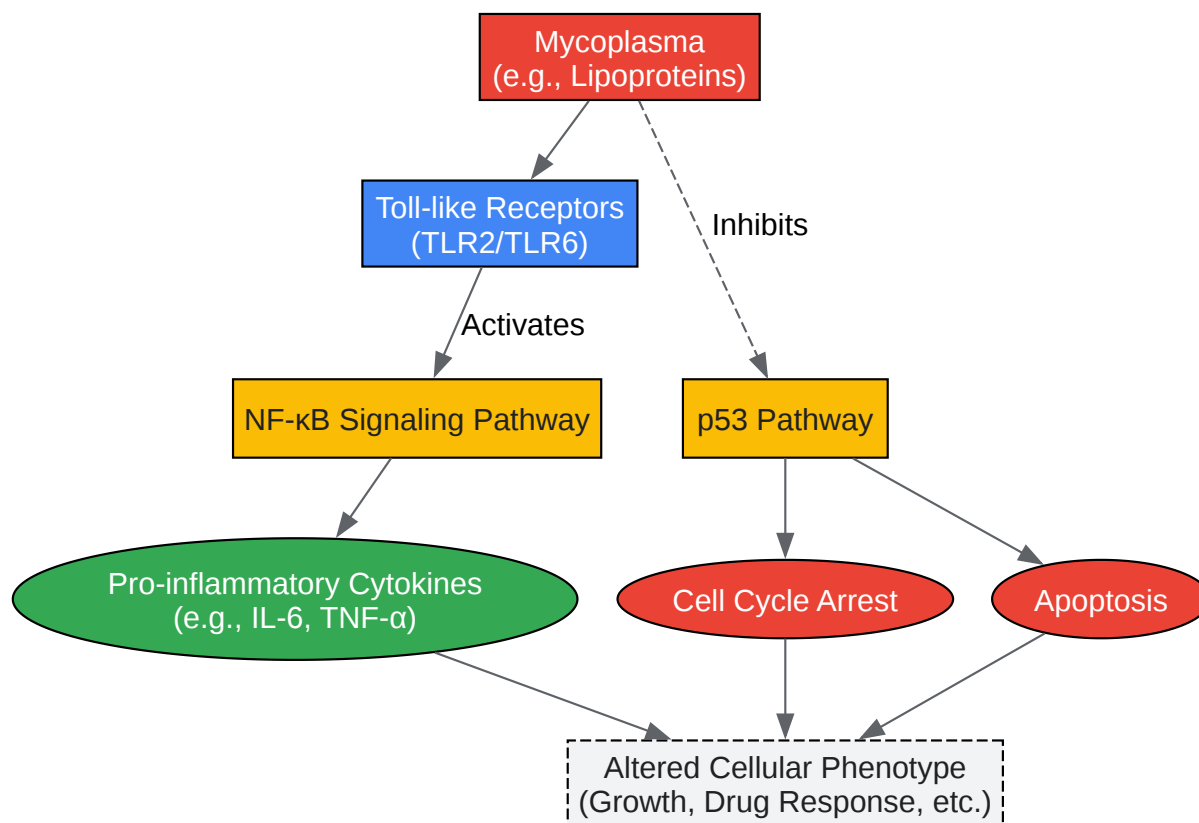 Mycoplasma
(e.g., Lipoproteins)
Toll-like Receptors
(TLR2/TLR6)
Inhibits
Activates
NF-κB Signaling Pathway
p53 Pathway
Pro-inflammatory Cytokines
(e.g., IL-6, TNF-α)
Cell Cycle Arrest
Apoptosis
Altered Cellular Phenotype
(Growth, Drug Response, etc.)